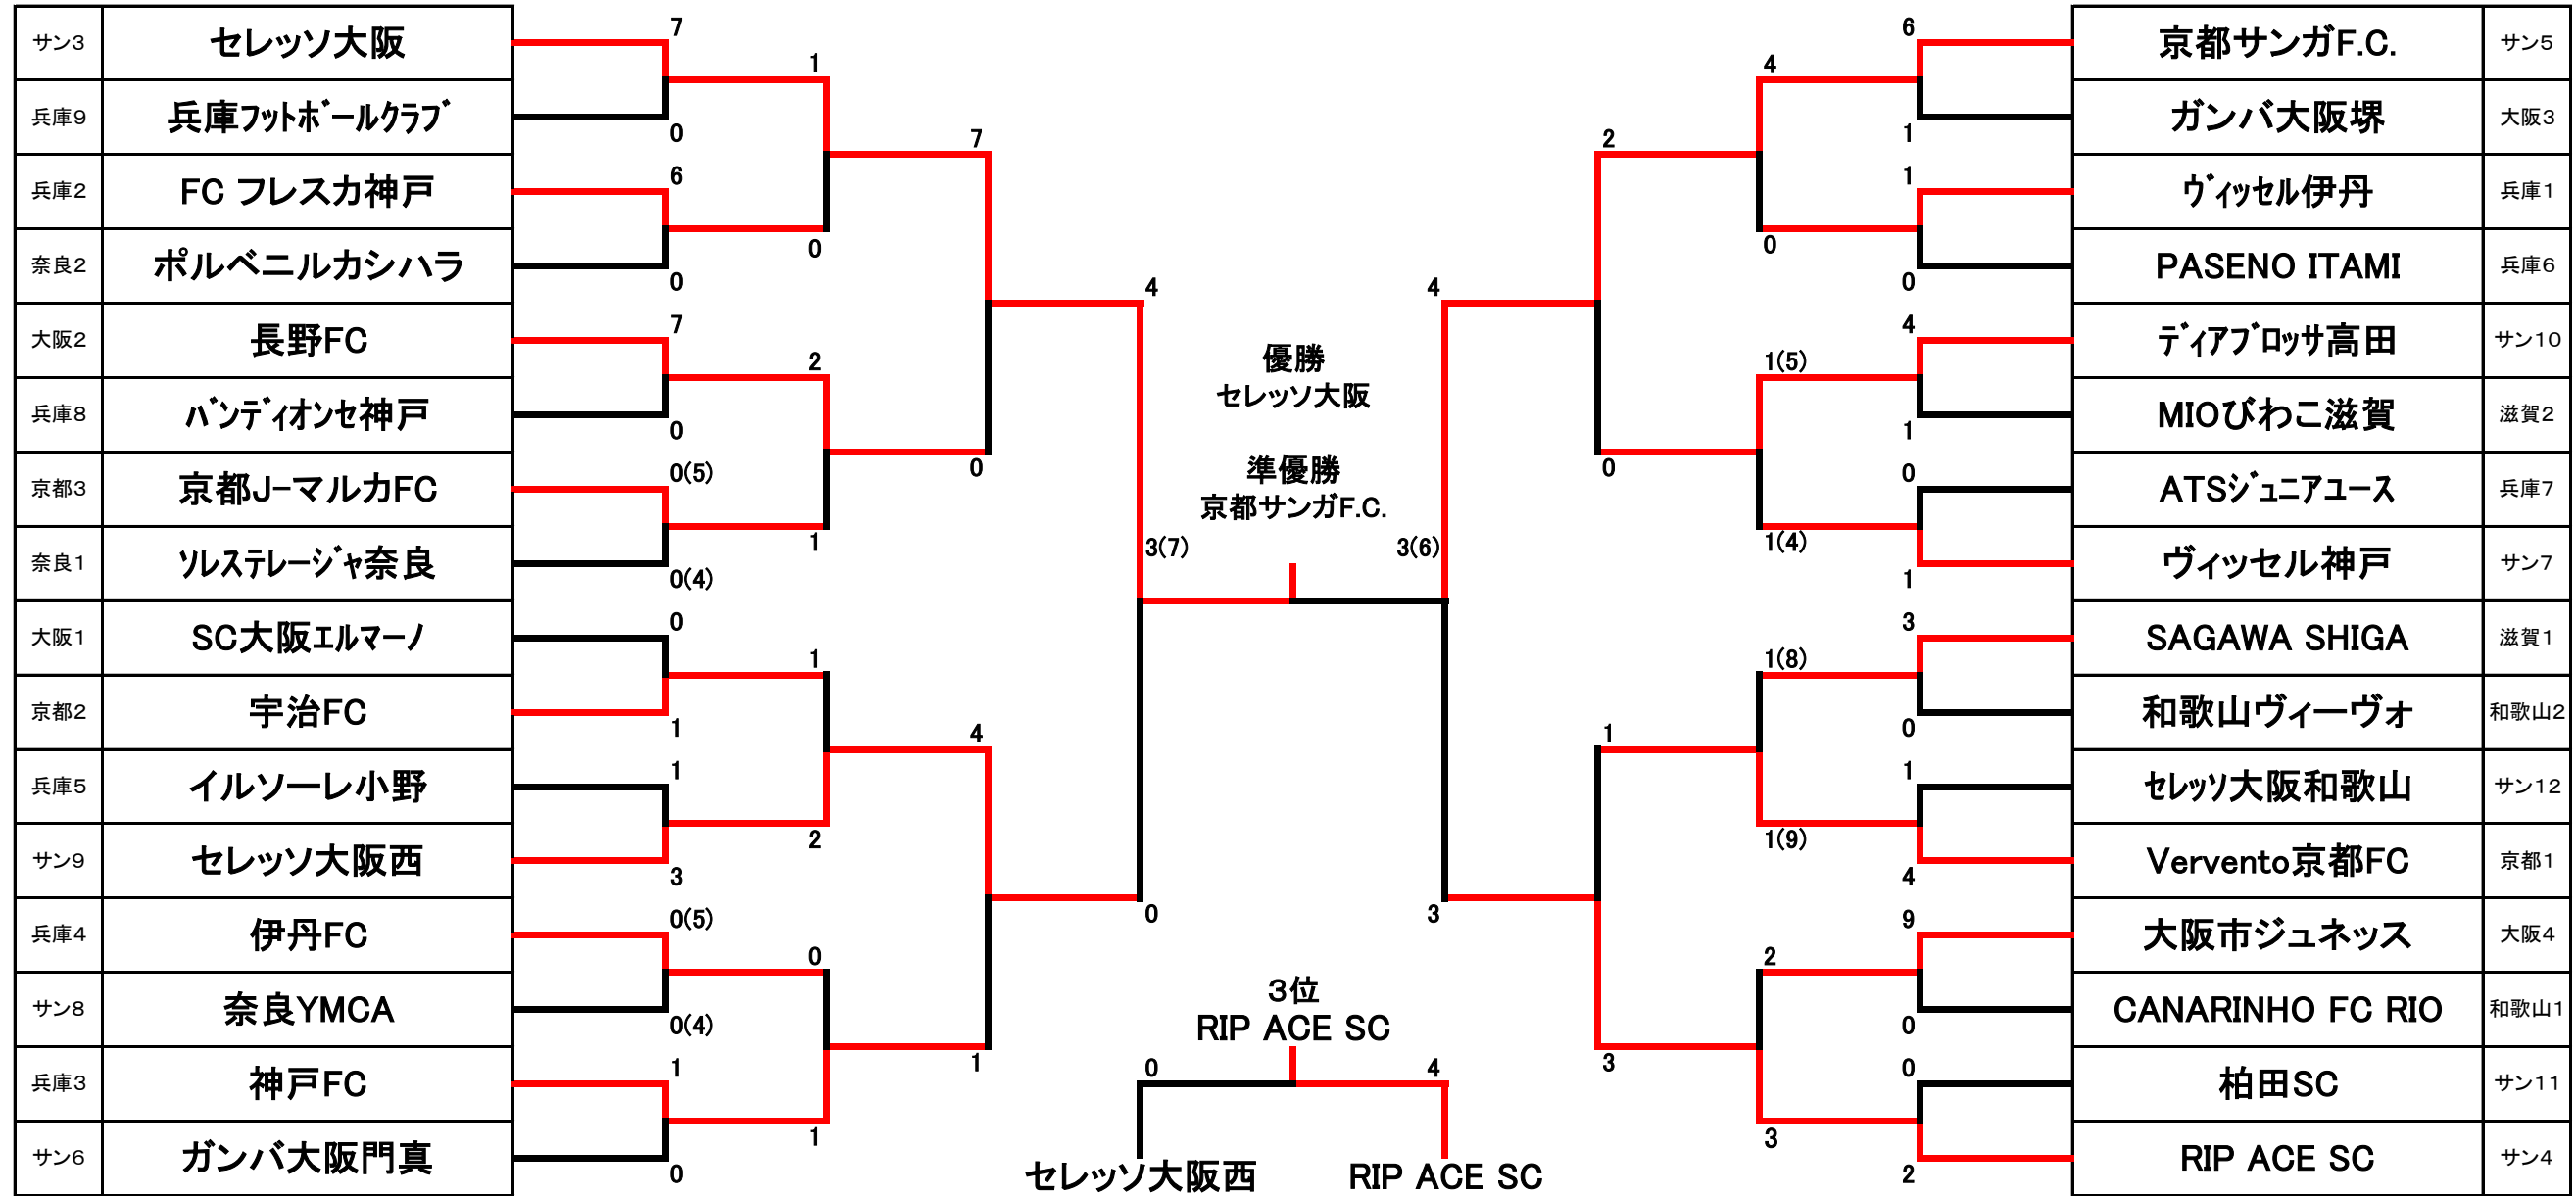 サン3 セレッソ大阪
兵庫9 兵庫フットボールクラブ
兵庫2 FC フレスカ神戸
奈良2 ポルベニルカシハラ
大阪2 長野FC
兵庫8 バンディオンセ神戸
京都3 京都J-マルカFC
奈良1 ソレステレージャ奈良
大阪1 SC大阪エルマーノ
京都2 宇治FC
兵庫5 イルソーレ小野
サン9 セレッソ大阪西
兵庫4 伊丹FC
サン8 奈良YMCA
兵庫3 神戸FC
サン6 ガンバ大阪門真
7
0
6
0
7
0
0(5)
0(4)
0
1
1
3
0(5)
0(4)
1
0
1
0
2
1
1
2
0
1
7
0
4
1
4
0
3(7)
優勝
セレッソ大阪
準優勝
京都サンガF.C.
3(6)
3位
RIP ACE SC
0
4
セレッソ大阪西
RIP ACE SC
4
3
2
0
1
3
4
0
1(5)
1(4)
1(8)
1(9)
2
3
6
1
1
0
4
1
0
1
3
0
1
4
9
0
0
2
京都サンガF.C. サン5
ガンバ大阪堺 大阪3
ヴィッセル伊丹 兵庫1
PASENO ITAMI 兵庫6
ディアブロッサ高田 サン10
MIOびわこ滋賀 滋賀2
ATSジュニアユース 兵庫7
ヴィッセル神戸 サン7
SAGAWA SHIGA 滋賀1
和歌山ヴィーヴォ 和歌山2
セレッソ大阪和歌山 サン12
Vervento京都FC 京都1
大阪市ジュネッス 大阪4
CANARINHO FC RIO 和歌山1
柏田SC サン11
RIP ACE SC サン4